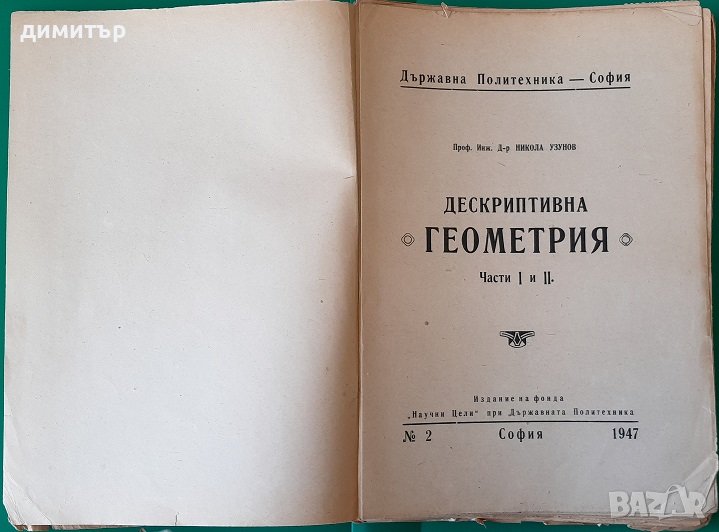 димитър
Държавна Политехника — София
Проф. Инж. Д-р НИКОЛА УЗУНОВ
ДЕСКРИПТИВНА
ГЕОМЕТРИЯ
Части I и II.
Издание на фонда
„Научни Цели“ при Държавната Политехника
№ 2 София 1947
BAZAR